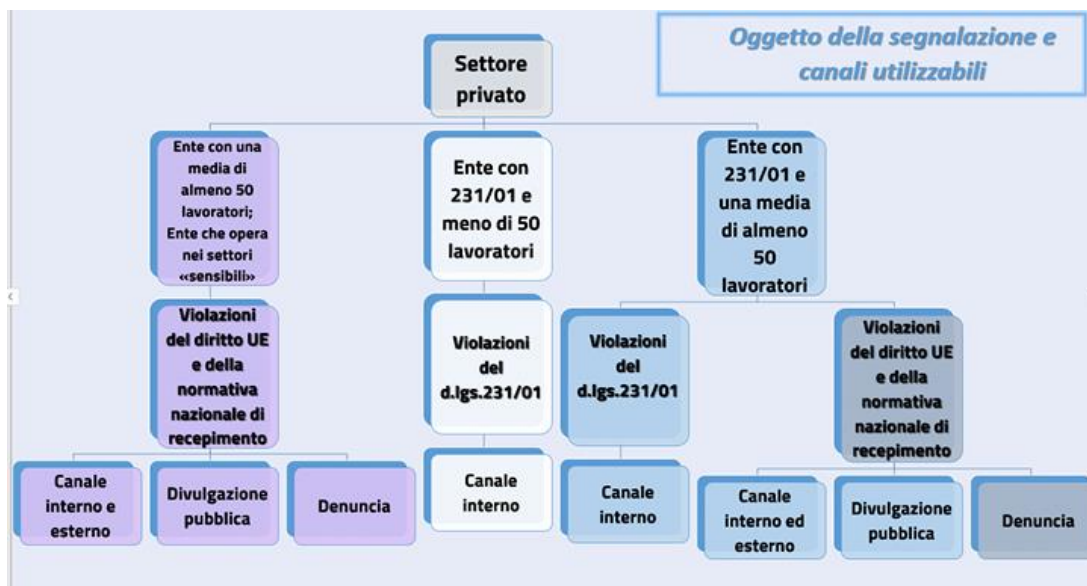 Oggetto della segnalazione e
canali utilizzabili
Settore
privato
Ente con una
media di
almeno 50
lavoratori;
Ente che opera
nei settori
«sensibili»
Ente con
231/01 e
meno di 50
lavoratori
Ente con
231/01 e
una media
di almeno
50
lavoratori
Violazioni
del diritto UE
e della
normativa
nazionale di
recepimento
Violazioni
del
d.lgs.231/01
Violazioni
del
d.lgs.231/01
Violazioni
del diritto UE
e della
normativa
nazionale di
recepimento
Canale
interno e
esterno
Divulgazione
pubblica
Denuncia
Canale
interno
Canale
interno
Canale
interno ed
esterno
Divulgazione
pubblica
Denuncia